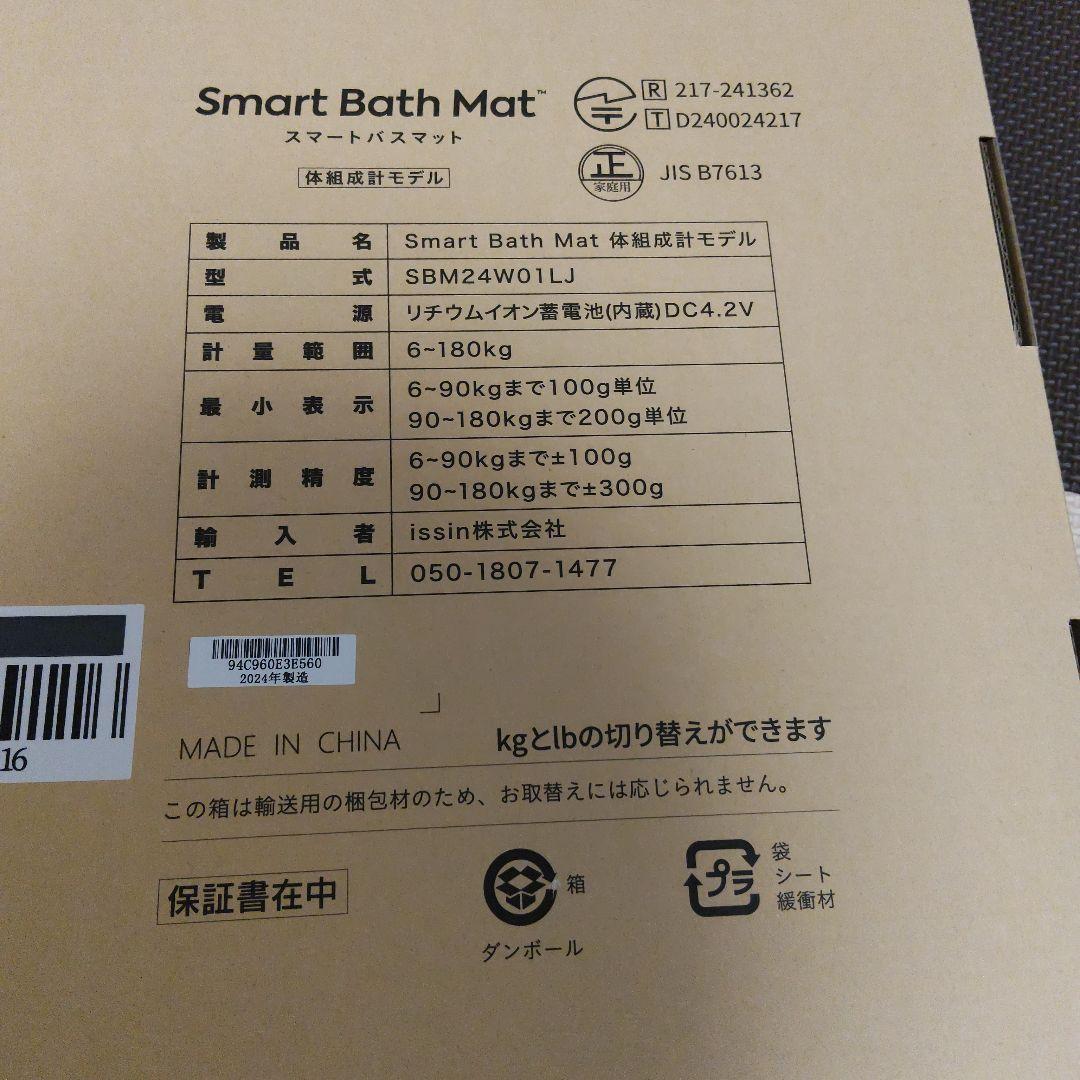 Smart Bath Mat™
スマートバスマット
体組成計モデル
R 217-241362
T D240024217
正
家庭用
JIS B7613
製品名 Smart Bath Mat 体組成計モデル
型式 SBM24W01LJ
電源 リチウムイオン蓄電池(内蔵)DC4.2V
計量範囲 6~180kg
最小表示 6~90kgまで100g単位
90~180kgまで200g単位
計測精度 6~90kgまで±100g
90~180kgまで±300g
輸入者 issin株式会社
TEL 050-1807-1477
94C960E3E560
2024年製造
16
MADE IN CHINA
kgとlbの切り替えができます
この箱は輸送用の梱包材のため、お取替えには応じられません。
保証書在中
箱
ダンボール
プラ
袋
シート
緩衝材